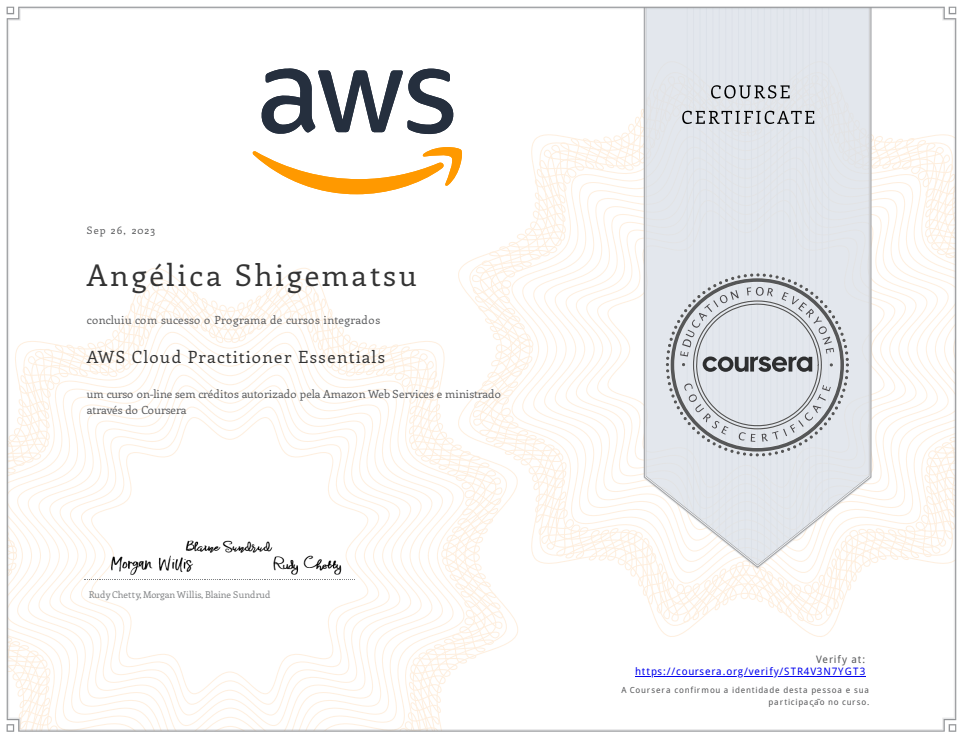 aws
COURSE
CERTIFICATE
Sep 26, 2023
Angélica Shigematsu
concluiu com sucesso o Programa de cursos integrados
AWS Cloud Practitioner Essentials
um curso on-line sem créditos autorizado pela Amazon Web Services e ministrado
através do Coursera
EDUCATION FOR EVERYONE
coursera
COURSE CERTIFICATE
Blaine Sundrud
Morgan Willis
Rudy Chetty
Rudy Chetty, Morgan Willis, Blaine Sundrud
Verify at:
https://coursera.org/verify/STR4V3N7YGT3
A Coursera confirmou a identidade desta pessoa e sua
participação no curso.